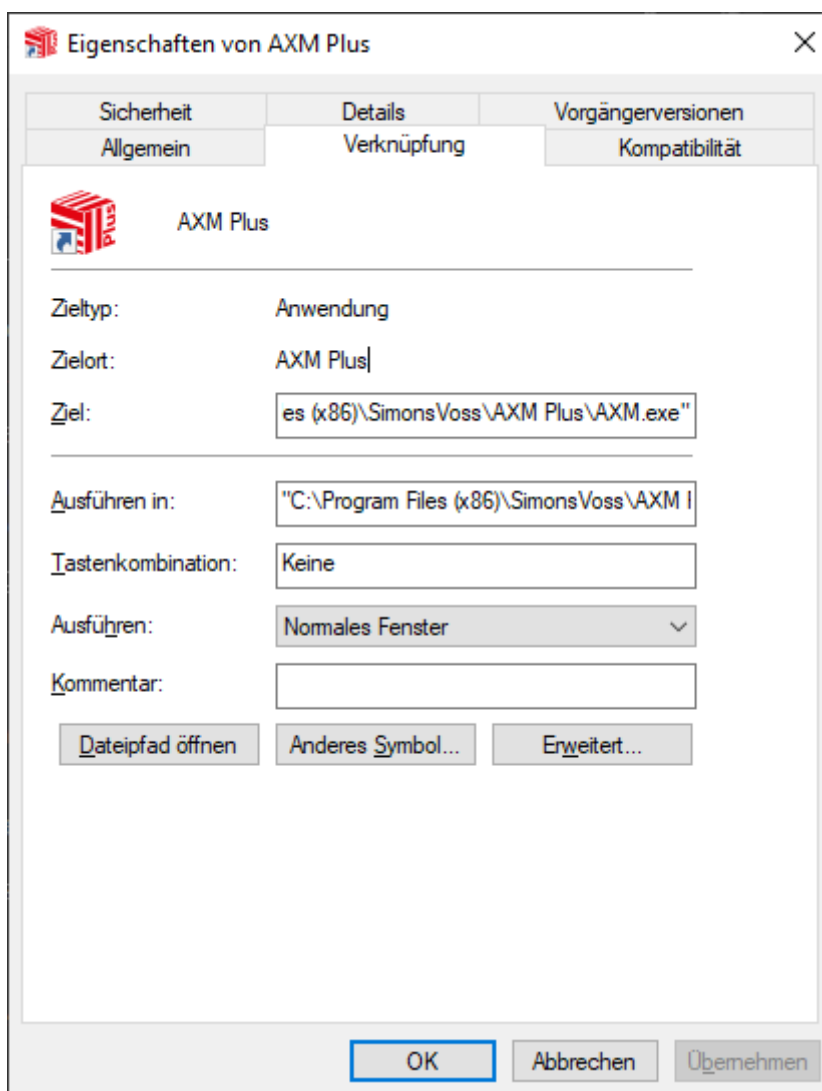 Eigenschaften von AXM Plus
Sicherheit Details Vorgängerversionen
Allgemein Verknüpfung Kompatibilität
Plus
AXM Plus
Zieltyp: Anwendung
Zielort: AXM Plus
Ziel: es (x86)\SimonsVoss\AXM Plus\AXM.exe"
Ausführen in: "C:\Program Files (x86)\SimonsVoss\AXM
Tastenkombination: Keine
Ausführen: Normales Fenster
Kommentar:
Dateipfad öffnen Anderes Symbol... Erweitert...
OK Abbrechen Übernehmen